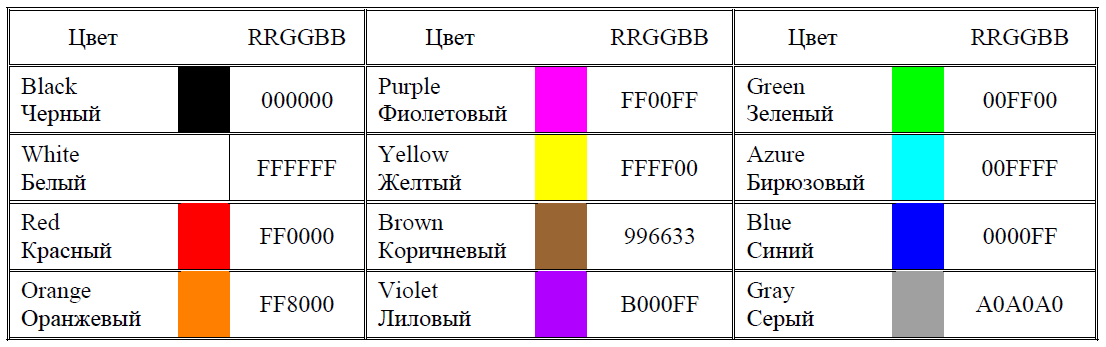 Цвет RRGGBB Цвет RRGGBB Цвет RRGGBB
Black
Черный
000000
Purple
Фиолетовый
FF00FF
Green
Зеленый
00FF00
White
Белый
FFFFFF
Yellow
Желтый
FFFF00
Azure
Бирюзовый
00FFFF
Red
Красный
FF0000
Brown
Коричневый
996633
Blue
Синий
0000FF
Orange
Оранжевый
FF8000
Violet
Лиловый
B000FF
Gray
Серый
A0A0A0